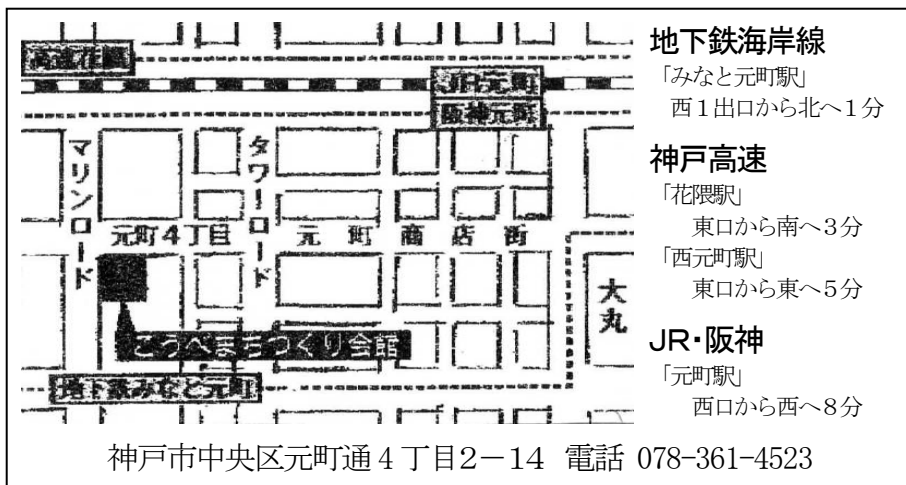 高速花隈
JR元町
阪神元町
マリンロード
タワーロード
元町4丁目
元町商店街
大丸
こうべまちづくり会館
地下鉄みなと元町
地下鉄海岸線
「みなと元町駅」
西1出口から北へ1分
神戸高速
「花隈駅」
東口から南へ3分
「西元町駅」
東口から東へ5分
JR・阪神
「元町駅」
西口から西へ8分
神戸市中央区元町通4丁目2-14 電話 078-361-4523